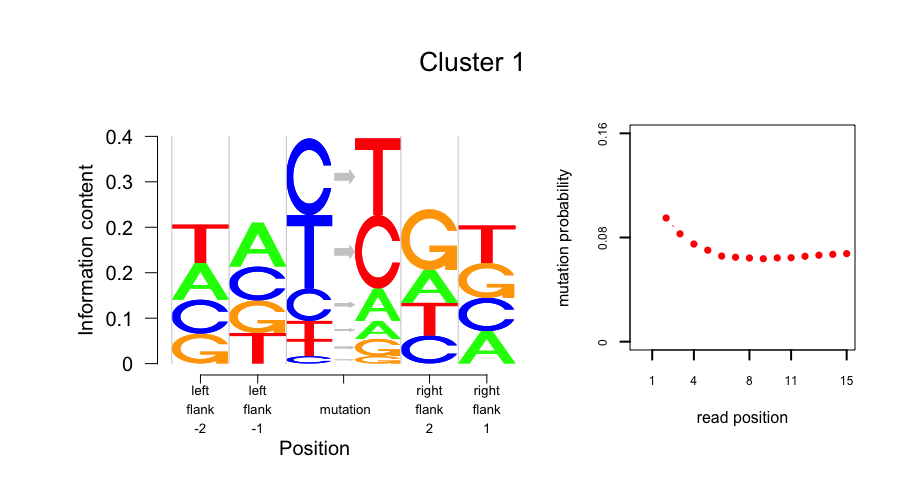 Cluster 1
Information content
0.4
0.3
0.2
0.2
0.1
0
T A C G
A C G T
C T C T T C
T C A A G G
G A T C
T G C A
left flank -2
left flank -1
mutation
right flank 2
right flank 1
Position
mutation probability
0.16
0.08
0
1 4 8 11 15
read position